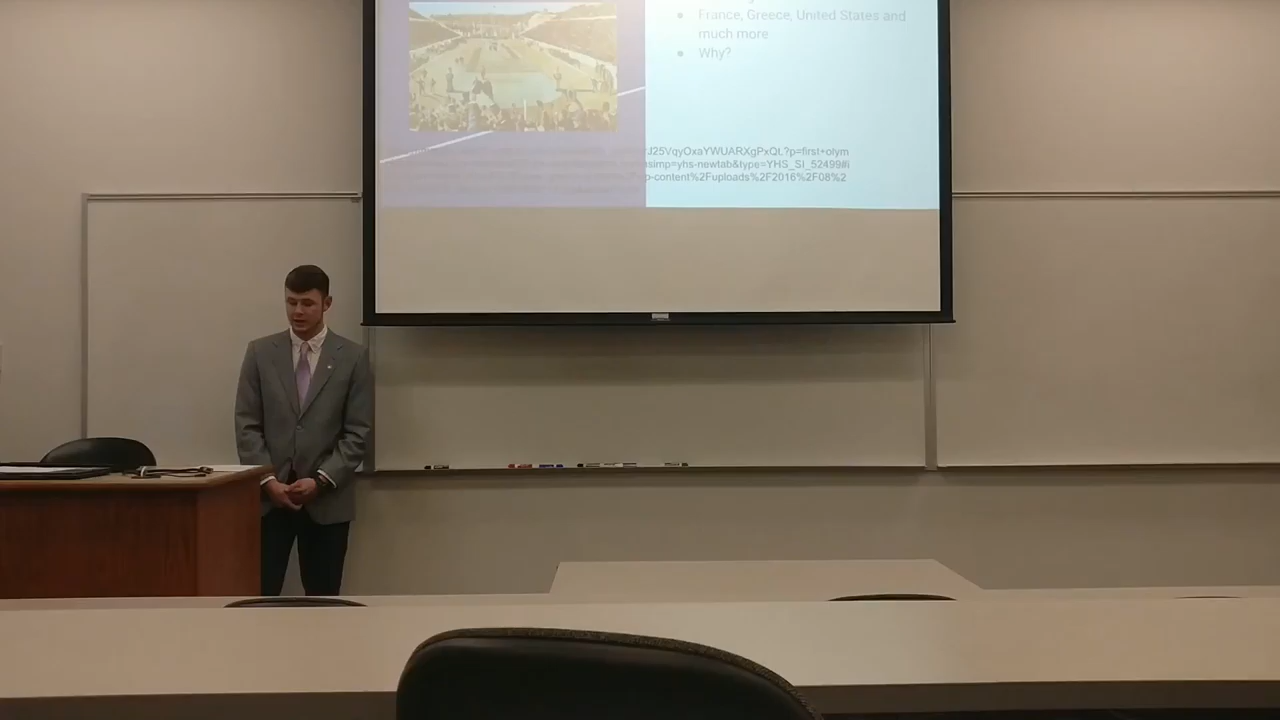 France, Greece, United States and
much more
Why?
J25VqyOxaYWUARXgPxQt.?p=first+olym
simp=yhs-newtab&type=YHS_SI_52499#i
p-content%2Fuploads%2F2016%2F08%2